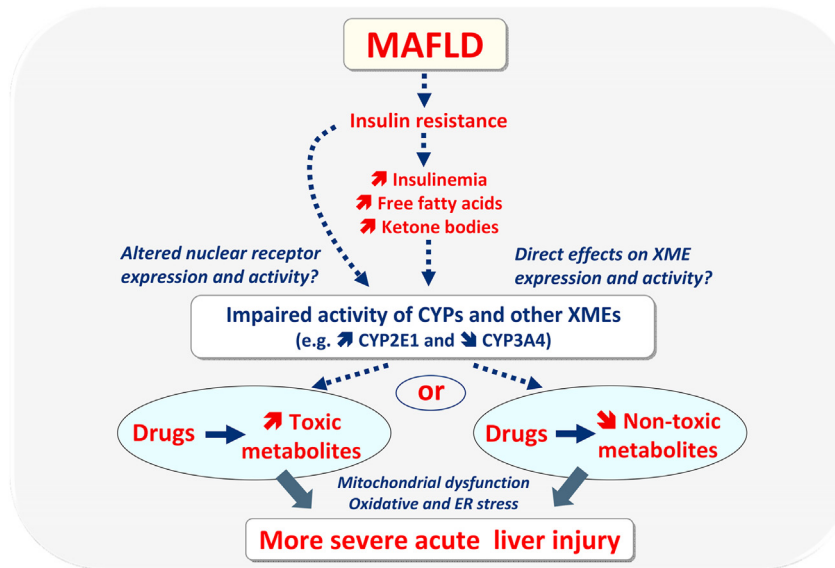 MAFLD
Insulin resistance
Insulinemia
Free fatty acids
Ketone bodies
Altered nuclear receptor
expression and activity?
Direct effects on XME
expression and activity?
Impaired activity of CYPs and other XMEs
(e.g. ↗ CYP2E1 and ↘ CYP3A4)
or
Drugs → ↗ Toxic
metabolites
Drugs → ↘ Non-toxic
metabolites
Mitochondrial dysfunction
Oxidative and ER stress
More severe acute liver injury